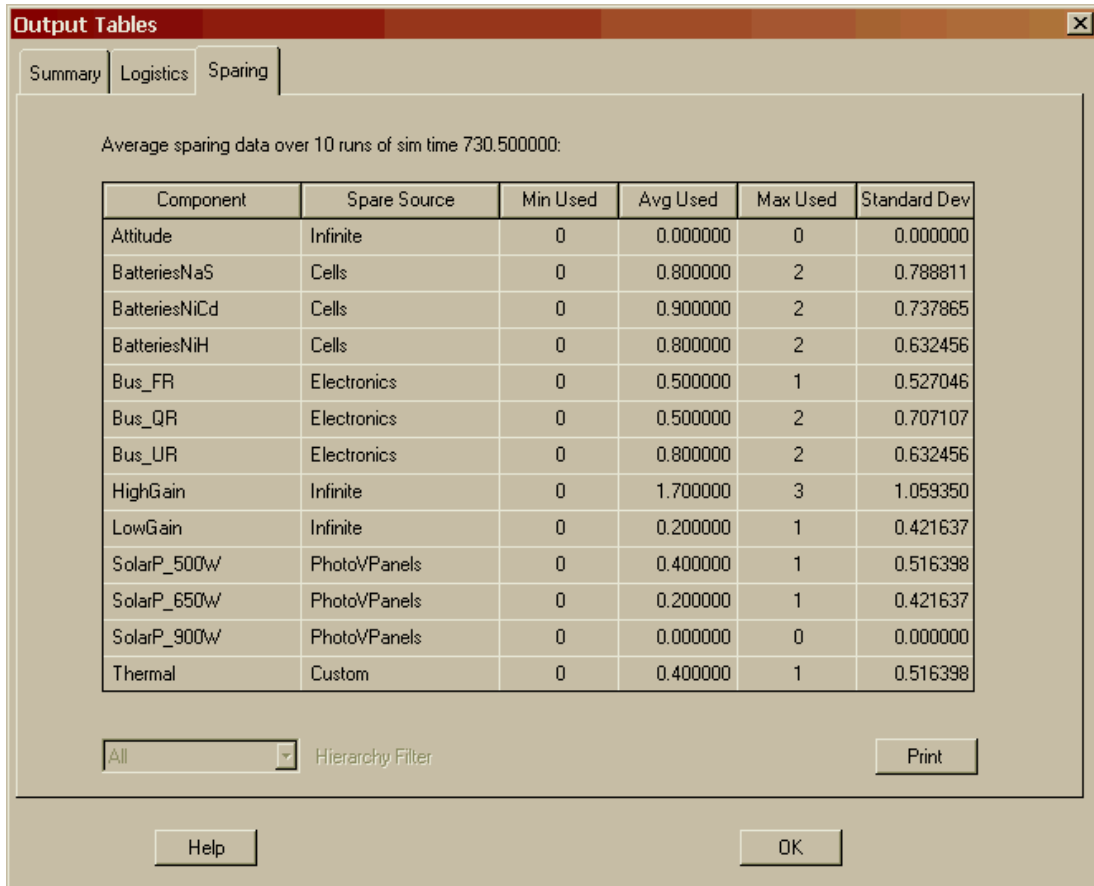 Output Tables
Summary Logistics Sparing
Average sparing data over 10 runs of sim time 730.500000:
Component Spare Source Min Used Avg Used Max Used Standard Dev
Attitude Infinite 0 0.000000 0 0.000000
BatteriesNaS Cells 0 0.800000 2 0.788811
BatteriesNiCd Cells 0 0.900000 2 0.737865
BatteriesNiH Cells 0 0.800000 2 0.632456
Bus_FR Electronics 0 0.500000 1 0.527046
Bus_QR Electronics 0 0.500000 2 0.707107
Bus_UR Electronics 0 0.800000 2 0.632456
HighGain Infinite 0 1.700000 3 1.059350
LowGain Infinite 0 0.200000 1 0.421637
SolarP_500W PhotoVPanels 0 0.400000 1 0.516398
SolarP_650W PhotoVPanels 0 0.200000 1 0.421637
SolarP_900W PhotoVPanels 0 0.000000 0 0.000000
Thermal Custom 0 0.400000 1 0.516398
All Hierarchy Filter Print
Help OK